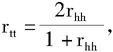 r_tt = 2r_hh / (1 + r_hh),